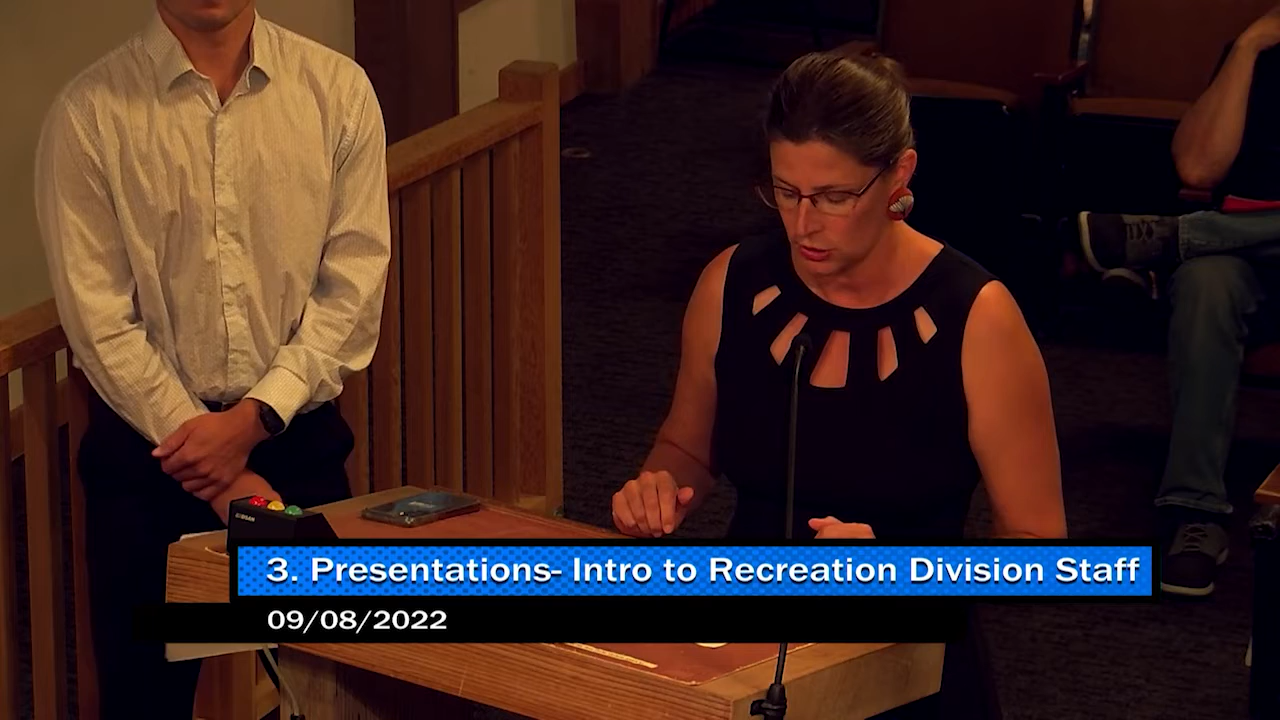 3. Presentations- Intro to Recreation Division Staff
09/08/2022